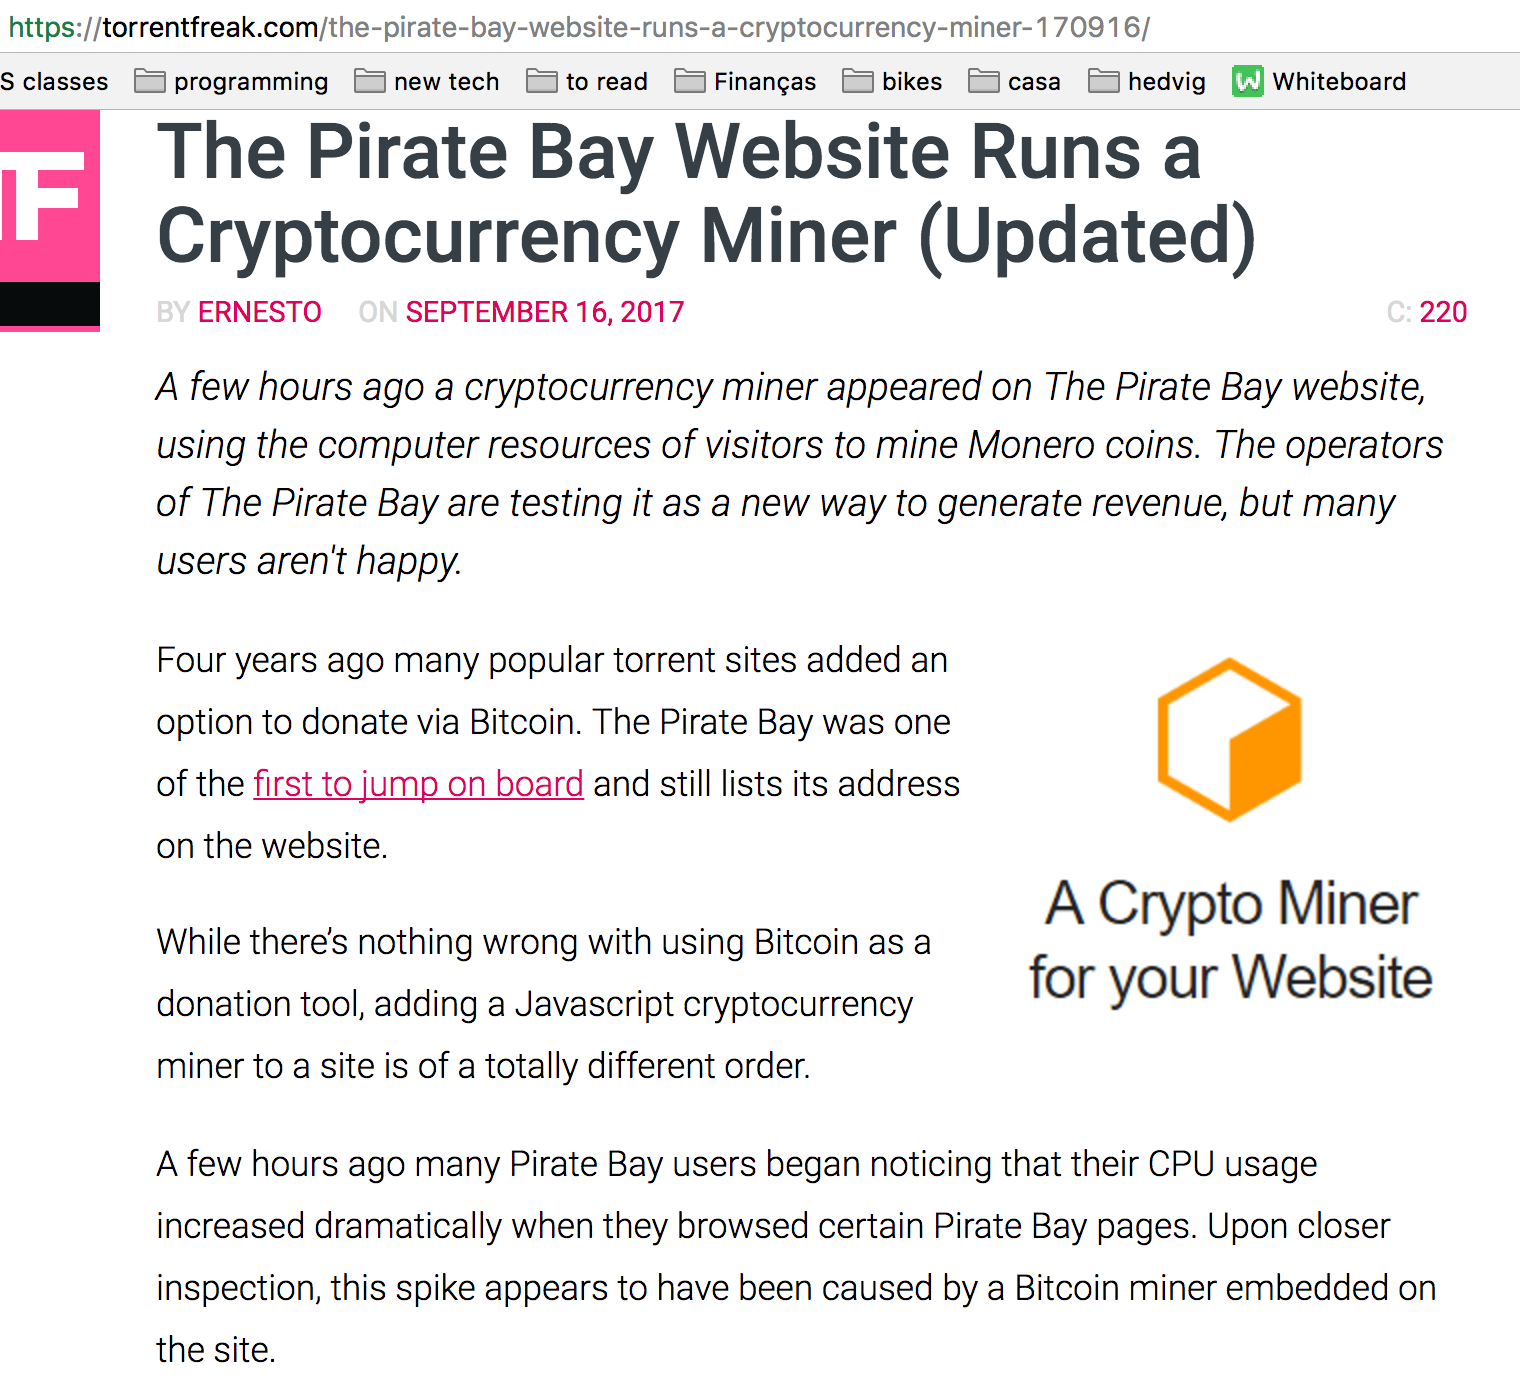 https://torrentfreak.com/the-pirate-bay-website-runs-a-cryptocurrency-miner-170916/
S classes programming new tech to read Finanças bikes casa hedvig W Whiteboard
TF
The Pirate Bay Website Runs a
Cryptocurrency Miner (Updated)
BY ERNESTO ON SEPTEMBER 16, 2017 C: 220
A few hours ago a cryptocurrency miner appeared on The Pirate Bay website,
using the computer resources of visitors to mine Monero coins. The operators
of The Pirate Bay are testing it as a new way to generate revenue, but many
users aren't happy.
Four years ago many popular torrent sites added an
option to donate via Bitcoin. The Pirate Bay was one
of the first to jump on board and still lists its address
on the website.
While there’s nothing wrong with using Bitcoin as a
donation tool, adding a Javascript cryptocurrency
miner to a site is of a totally different order.
A Crypto Miner
for your Website
A few hours ago many Pirate Bay users began noticing that their CPU usage
increased dramatically when they browsed certain Pirate Bay pages. Upon closer
inspection, this spike appears to have been caused by a Bitcoin miner embedded on
the site.